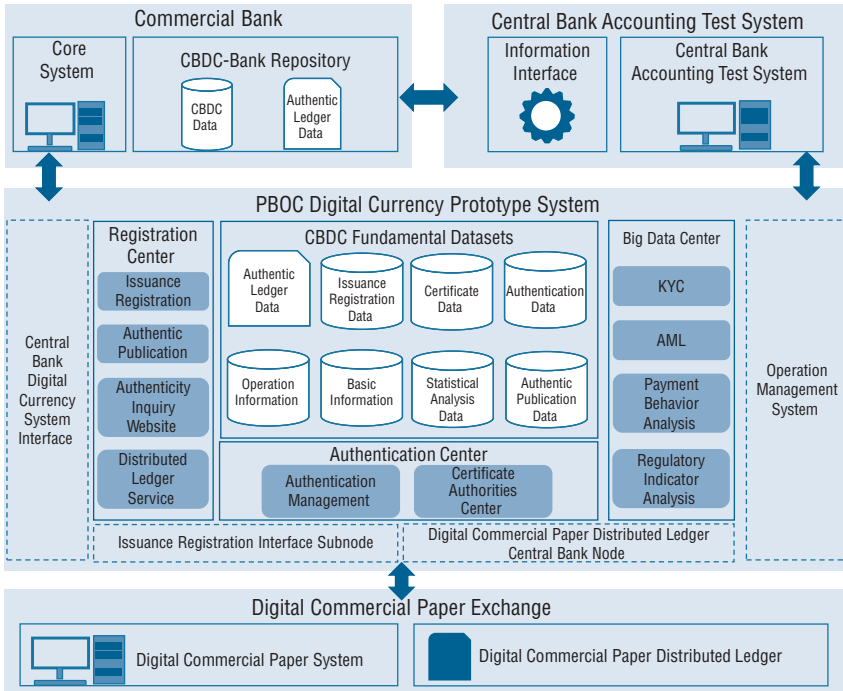 Commercial Bank
Core
System
CBDC-Bank Repository
CBDC
Data
Authentic
Ledger
Data
Central Bank Accounting Test System
Information
Interface
Central Bank
Accounting Test System
PBOC Digital Currency Prototype System
Central
Bank
Digital
Currency
System
Interface
Registration
Center
Issuance
Registration
Authentic
Publication
Authenticity
Inquiry
Website
Distributed
Ledger
Service
CBDC Fundamental Datasets
Authentic
Ledger
Data
Issuance
Registration
Data
Certificate
Data
Authentication
Data
Operation
Information
Basic
Information
Statistical
Analysis
Data
Authentic
Publication
Data
Authentication Center
Authentication
Management
Certificate
Authorities
Center
Big Data Center
KYC
AML
Payment
Behavior
Analysis
Regulatory
Indicator
Analysis
Operation
Management
System
Issuance Registration Interface Subnode
Digital Commercial Paper Distributed Ledger
Central Bank Node
Digital Commercial Paper Exchange
Digital Commercial Paper System
Digital Commercial Paper Distributed Ledger